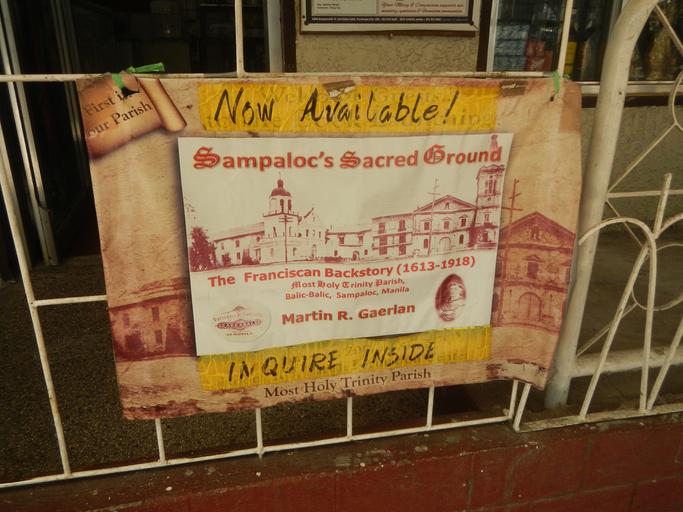 First in
our Parish
Now Available!
Sampaloc's Sacred Ground
The Franciscan Backstory (1613-1918)
Most Holy Trinity Parish,
Balic-Balic, Sampaloc, Manila
Martin R. Gaerlan
INQUIRE INSIDE
Most Holy Trinity Parish